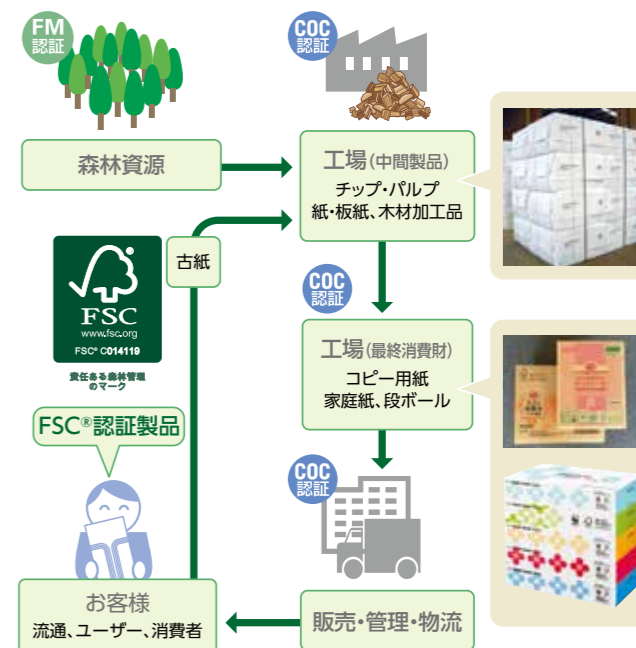 FM
認証
COC
認証
森林資源
工場(中間製品)
チップ・パルプ
紙・板紙、木材加工品
古紙
FSC
www.fsc.org
FSC® C014119
責任ある森林管理
のマーク
COC
認証
工場(最終消費財)
コピー用紙
家庭紙、段ボール
FSC®認証製品
COC
認証
お客様
流通、ユーザー、消費者
販売・管理・物流